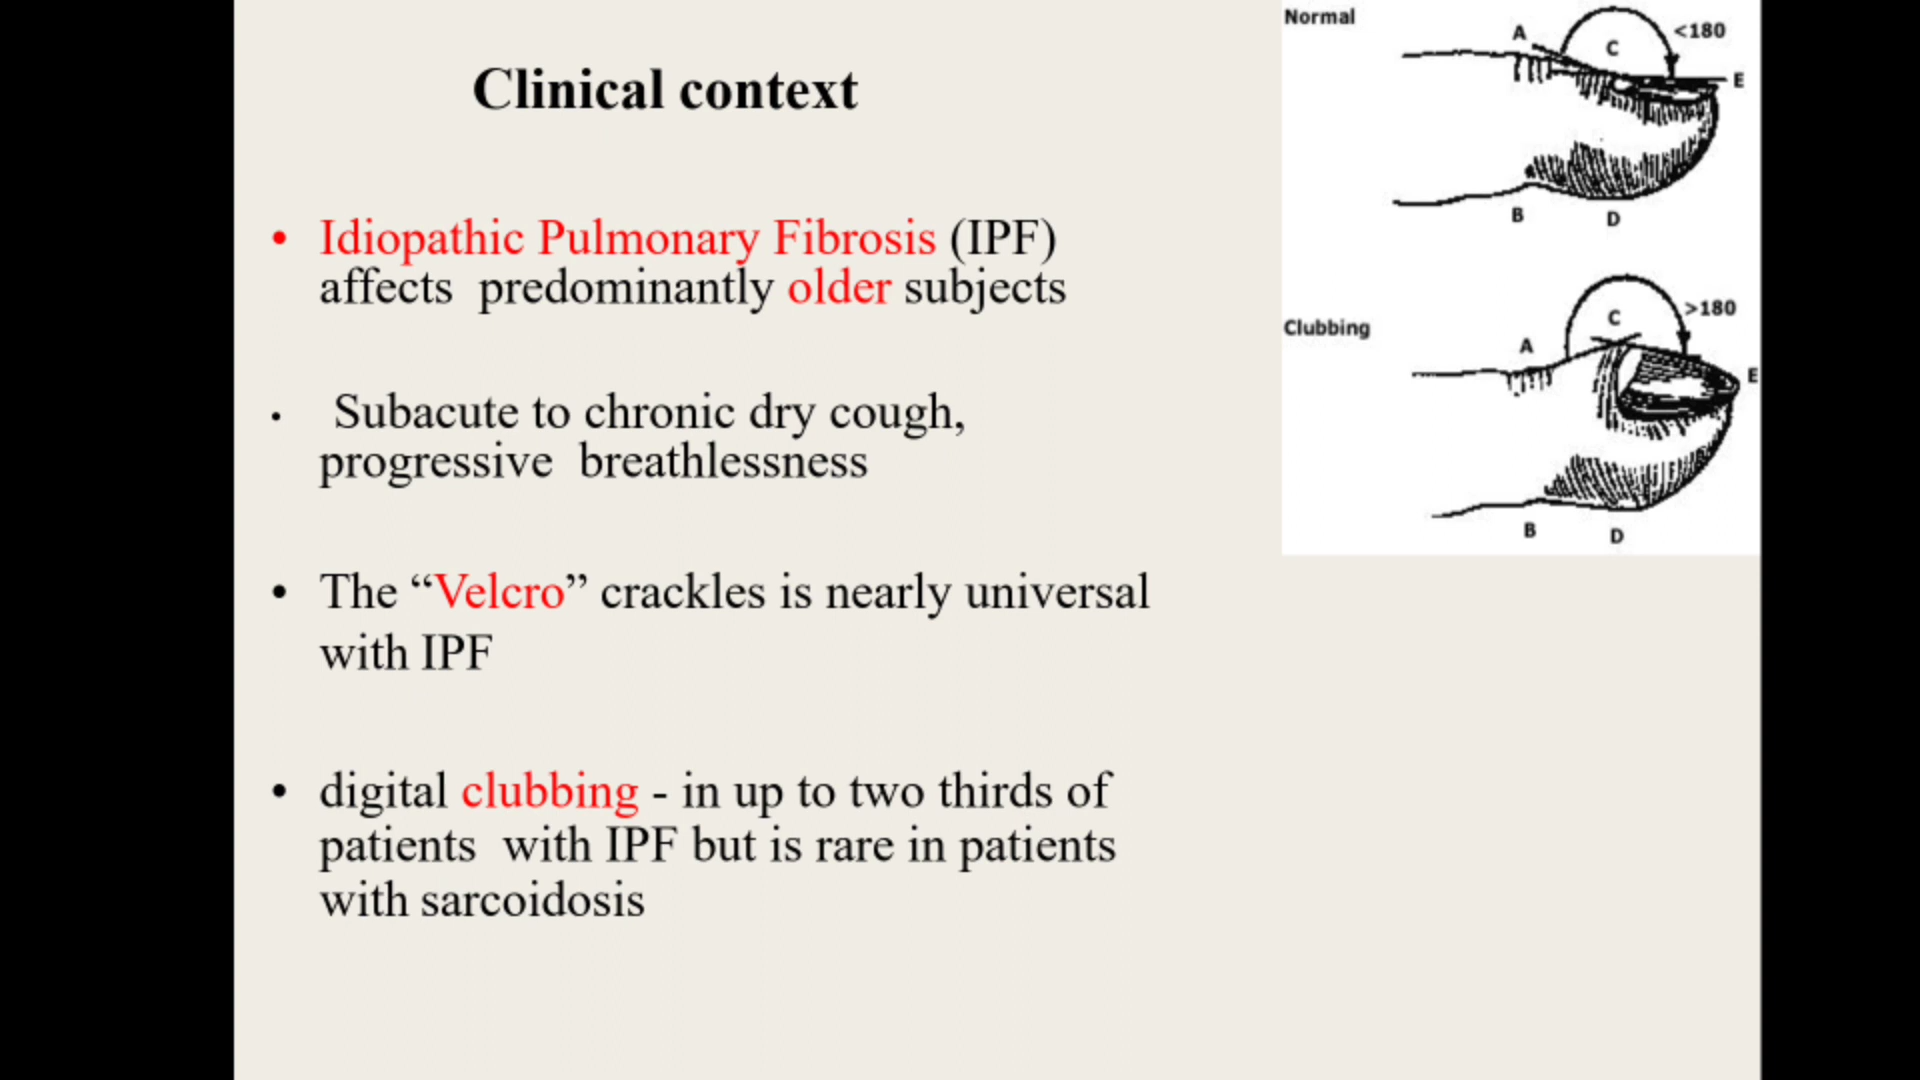 Clinical context
• Idiopathic Pulmonary Fibrosis (IPF)
affects predominantly older subjects
• Subacute to chronic dry cough,
progressive breathlessness
• The “Velcro” crackles is nearly universal
with IPF
• digital clubbing - in up to two thirds of
patients with IPF but is rare in patients
with sarcoidosis
Normal
A
C
<180
E
B
D
Clubbing
A
C
>180
E
B
D